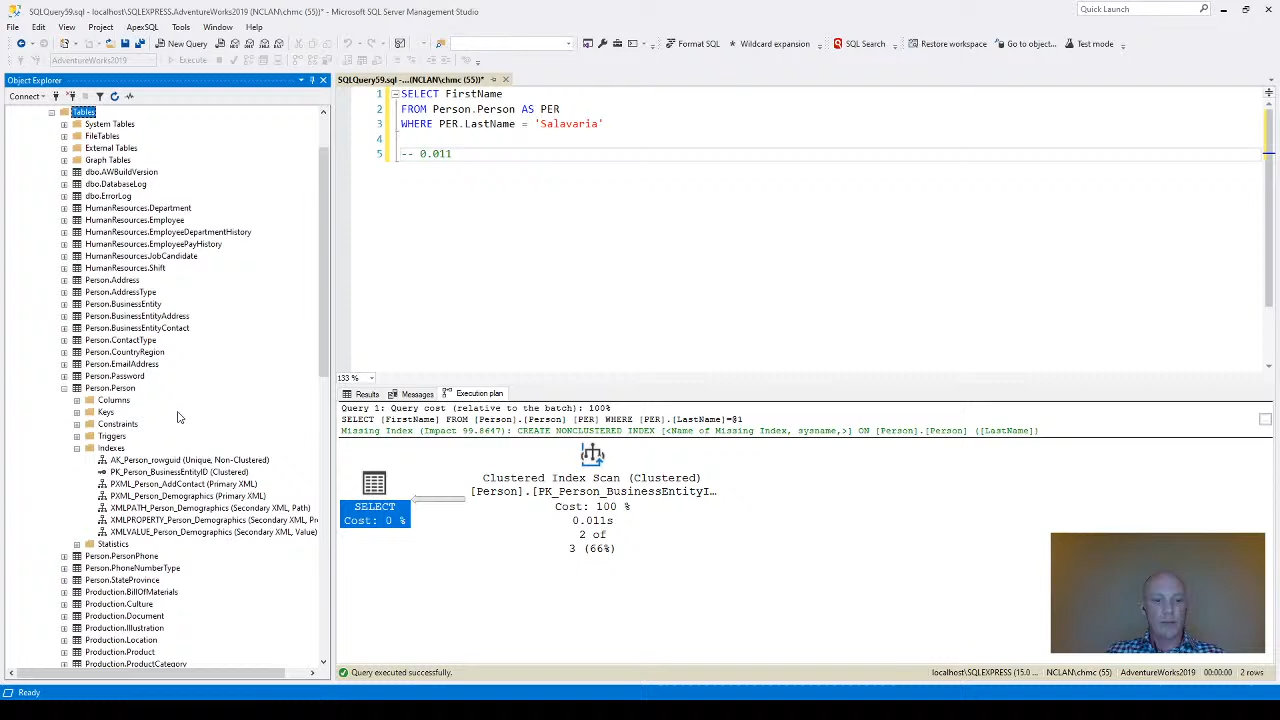 SQLQuery59.sql - localhost\SQLEXPRESS.AdventureWorks2019 (NCLAN\chmc (55))* - Microsoft SQL Server Management Studio
Quick Launch
File Edit View Project ApexSQL Tools Window Help
New Query
Format SQL
Wildcard expansion
SQL Search
Restore workspace
Go to object...
Test mode
AdventureWorks2019
Execute
Object Explorer
SQLQuery59.sql -...(NCLAN\chmc (55))*
Connect
Tables
System Tables
FileTables
External Tables
Graph Tables
dbo.AWBuildVersion
dbo.DatabaseLog
dbo.ErrorLog
HumanResources.Department
HumanResources.Employee
HumanResources.EmployeeDepartmentHistory
HumanResources.EmployeePayHistory
HumanResources.JobCandidate
HumanResources.Shift
Person.Address
Person.AddressType
Person.BusinessEntity
Person.BusinessEntityAddress
Person.BusinessEntityContact
Person.ContactType
Person.CountryRegion
Person.EmailAddress
Person.Password
Person.Person
Columns
Keys
Constraints
Triggers
Indexes
AK_Person_rowguid (Unique, Non-Clustered)
PK_Person_BusinessEntityID (Clustered)
PXML_Person_AddContact (Primary XML)
PXML_Person_Demographics (Primary XML)
XMLPATH_Person_Demographics (Secondary XML, Path)
XMLPROPERTY_Person_Demographics (Secondary XML, Pr
XMLVALUE_Person_Demographics (Secondary XML, Value)
Statistics
Person.PersonPhone
Person.PhoneNumberType
Person.StateProvince
Production.BillOfMaterials
Production.Culture
Production.Document
Production.Illustration
Production.Location
Production.Product
Production.ProductCategory
1 SELECT FirstName
2 FROM Person.Person AS PER
3 WHERE PER.LastName = 'Salavaria'
4
5 -- 0.011
133 %
Results Messages Execution plan
Query 1: Query cost (relative to the batch): 100%
SELECT [FirstName] FROM [Person].[Person] [PER] WHERE [PER].[LastName]=@1
Missing Index (Impact 99.8647): CREATE NONCLUSTERED INDEX [<Name of Missing Index, sysname,>] ON [Person].[Person] ([LastName])
SELECT
Cost: 0 %
Clustered Index Scan (Clustered)
[Person].[PK_Person_BusinessEntityI…
Cost: 100 %
0.011s
2 of
3 (66%)
Query executed successfully.
localhost\SQLEXPRESS (15.0 ...
NCLAN\chmc (55)
AdventureWorks2019
00:00:00
2 rows
Ready